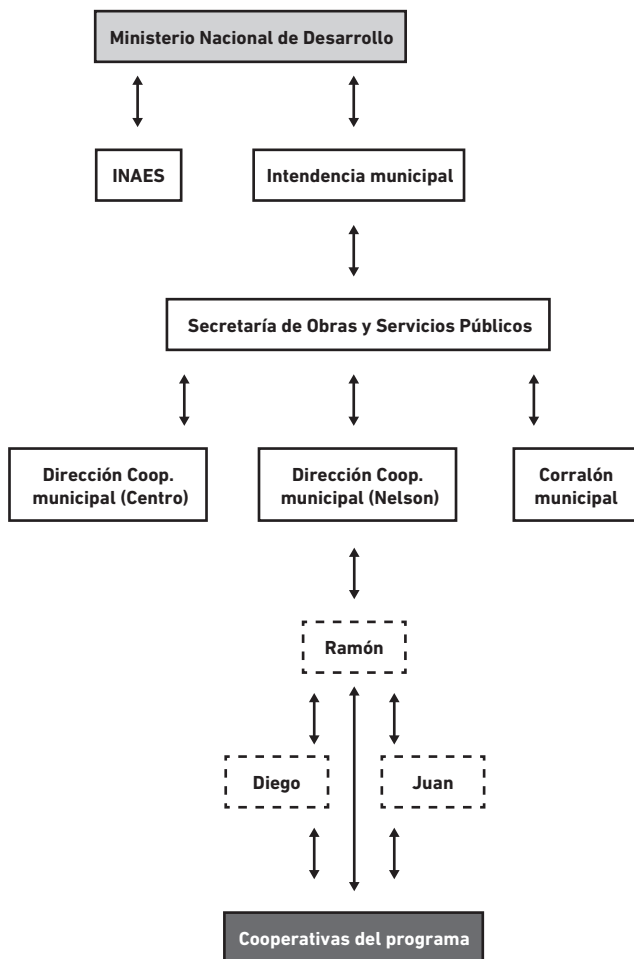 Ministerio Nacional de Desarrollo
INAES
Intendencia municipal
Secretaría de Obras y Servicios Públicos
Dirección Coop.
municipal (Centro)
Dirección Coop.
municipal (Nelson)
Corralón
municipal
Ramón
Diego
Juan
Cooperativas del programa